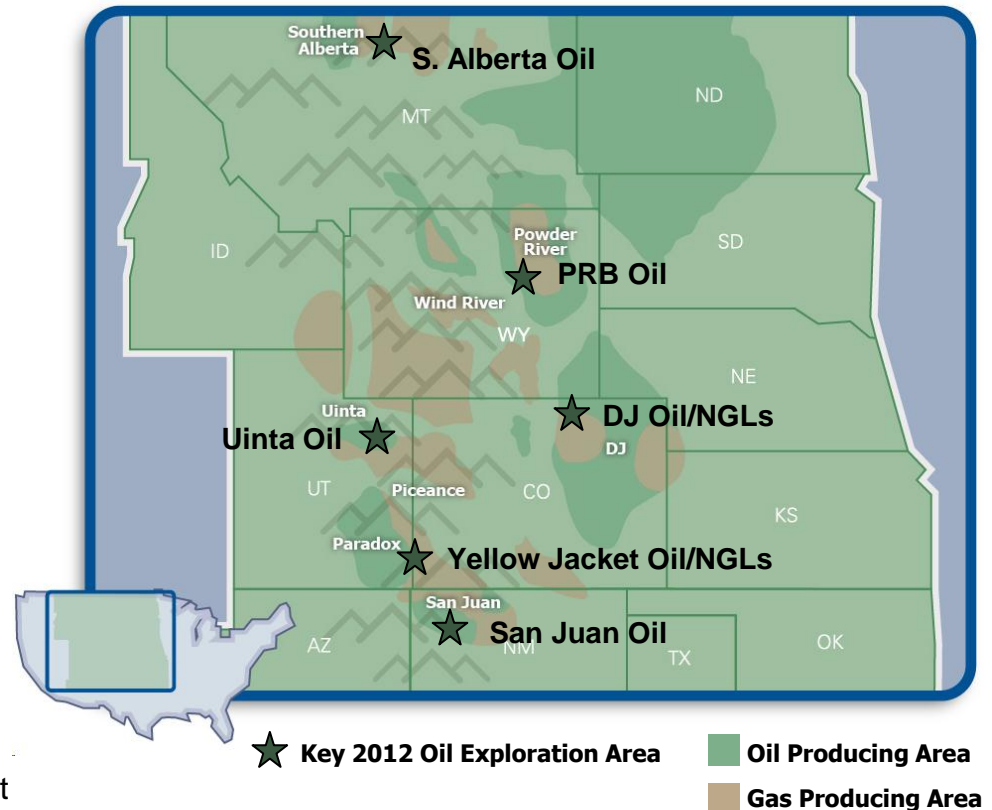 Southern
Alberta
S. Alberta Oil
ND
MT
ID
SD
Powder
River
PRB Oil
Wind River
WY
NE
Uinta
Uinta Oil
DJ Oil/NGLs
DJ
UT
Piceance
CO
KS
Paradox
Yellow Jacket Oil/NGLs
San Juan
San Juan Oil
AZ
NM
TX
OK
Key 2012 Oil Exploration Area
Oil Producing Area
t
Gas Producing Area